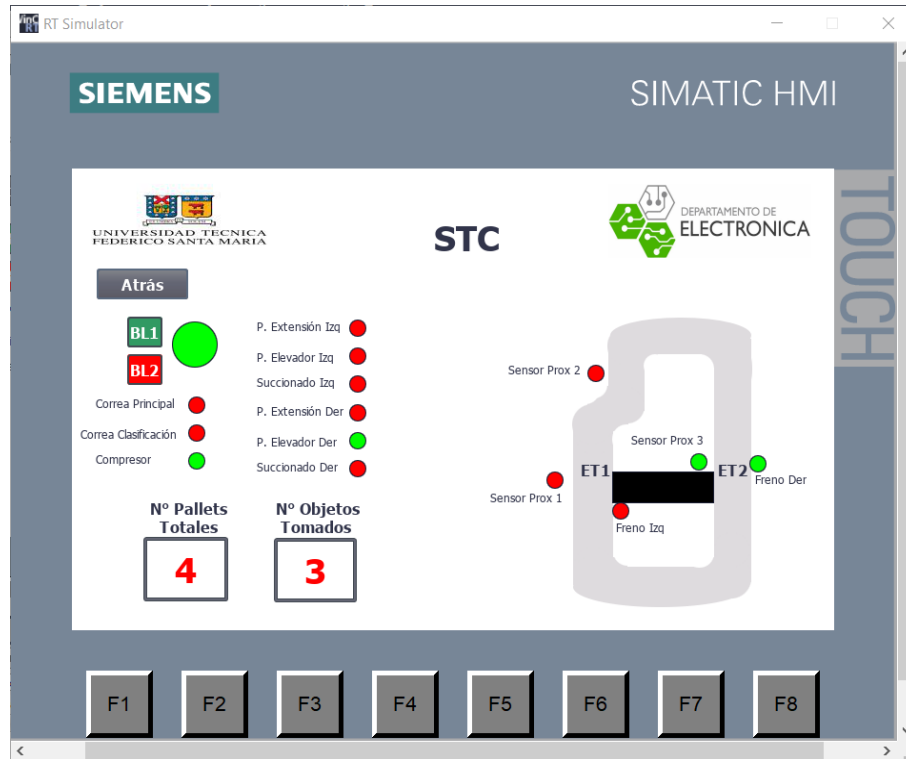 RT Simulator
SIEMENS
SIMATIC HMI
TOUCH
UNIVERSIDAD TECNICA
FEDERICO SANTA MARIA
STC
DEPARTAMENTO DE
ELECTRONICA
Atrás
BL1
BL2
Correa Principal
Correa Clasificación
Compresor
P. Extensión Izq
P. Elevador Izq
Succionado Izq
P. Extensión Der
P. Elevador Der
Succionado Der
Nº Pallets
Totales
4
Nº Objetos
Tomados
3
Sensor Prox 2
Sensor Prox 3
ET1
ET2
Freno Der
Sensor Prox 1
Freno Izq
F1
F2
F3
F4
F5
F6
F7
F8